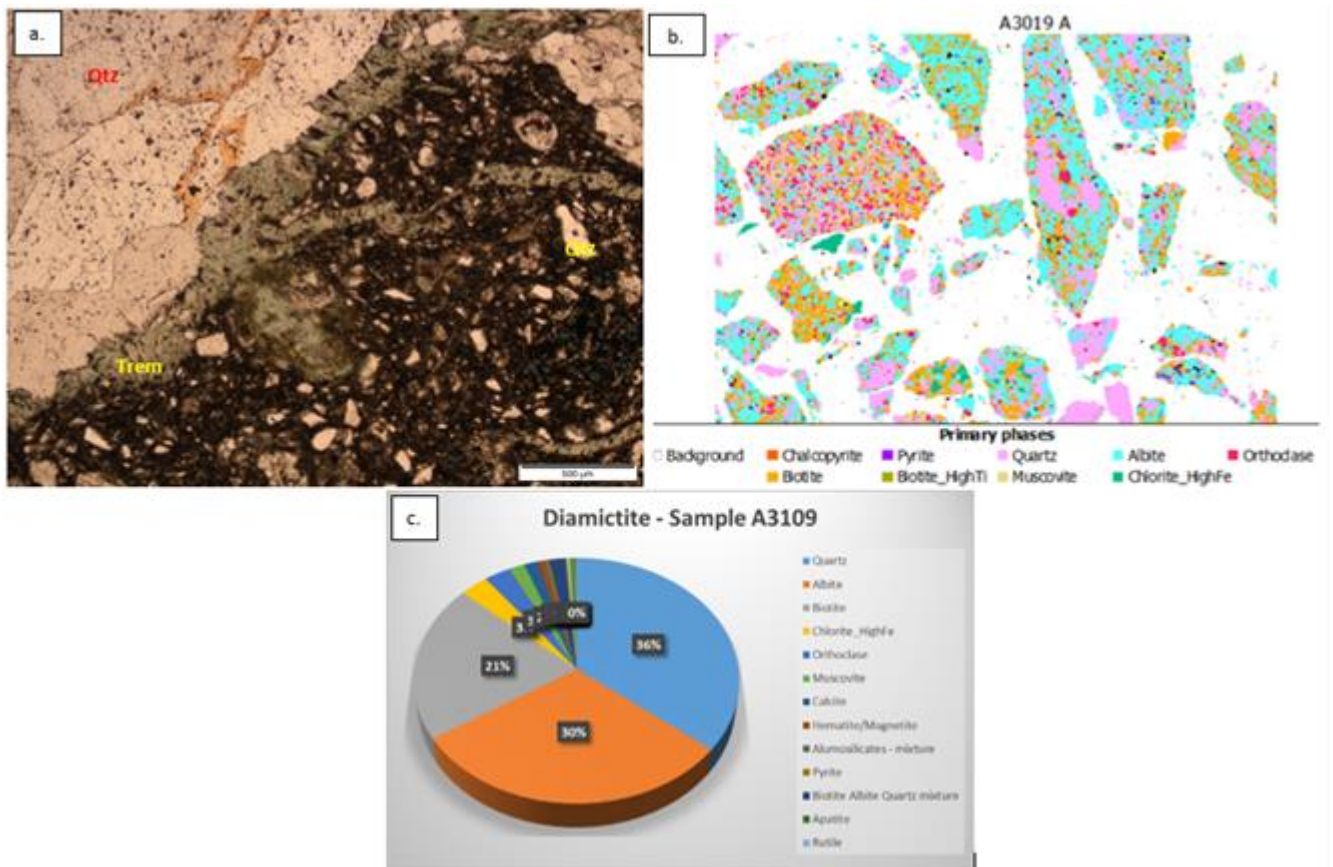 a.
Qtz
Qtz
Trem
500 µm
b.
A3019 A
Primary phases
Background Chalcopyrite Pyrite Quartz Albite Orthoclase
Biotite Biotite_HighTi Muscovite Chlorite_HighFe
c.
Diamictite - Sample A3109
36%
30%
21%
0%
Quartz
Albite
Biotite
Chlorite_HighFe
Orthoclase
Muscovite
Calcite
Hematite/Magnetite
Alumosilicates - mixture
Pyrite
Biotite Albite Quartz mixture
Apatite
Rutile